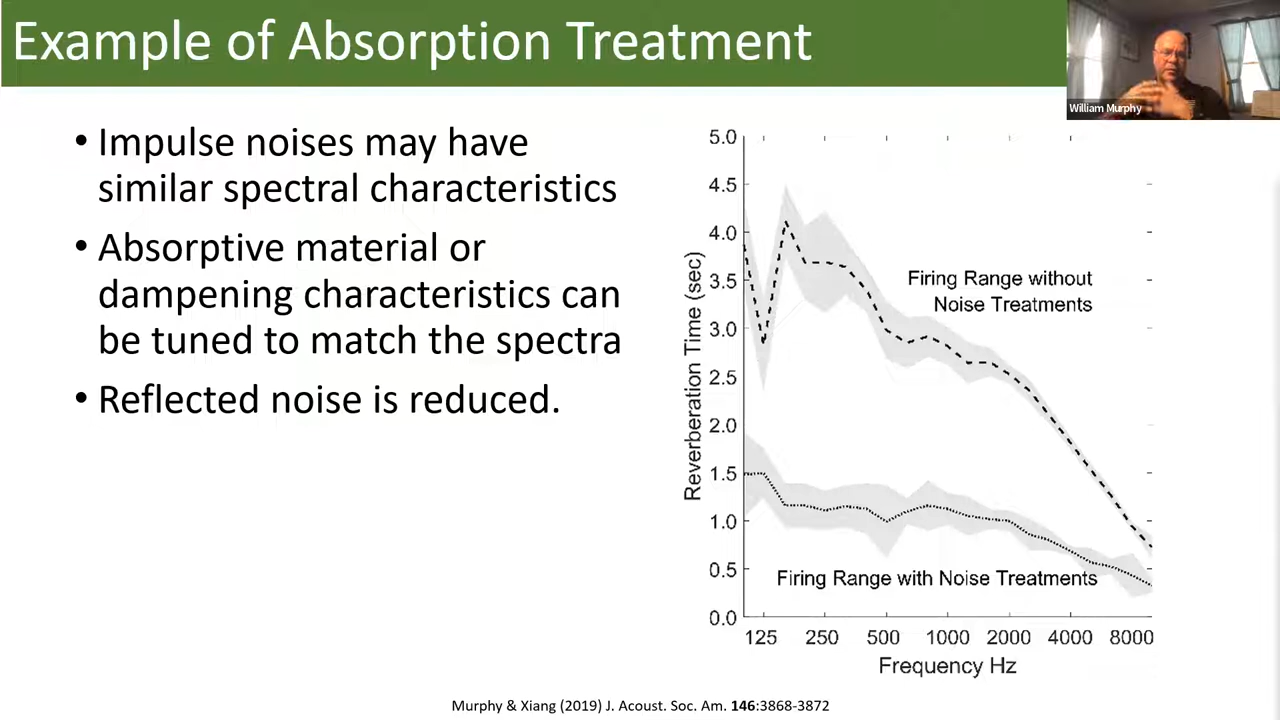 Example of Absorption Treatment
William Murphy
• Impulse noises may have
similar spectral characteristics
• Absorptive material or
dampening characteristics can
be tuned to match the spectra
• Reflected noise is reduced.
5.0
4.5
4.0
3.5
3.0
2.5
2.0
1.5
1.0
0.5
0.0
Reverberation Time (sec)
Firing Range without
Noise Treatments
Firing Range with Noise Treatments
125 250 500 1000 2000 4000 8000
Frequency Hz
Murphy & Xiang (2019) J. Acoust. Soc. Am. 146:3868-3872